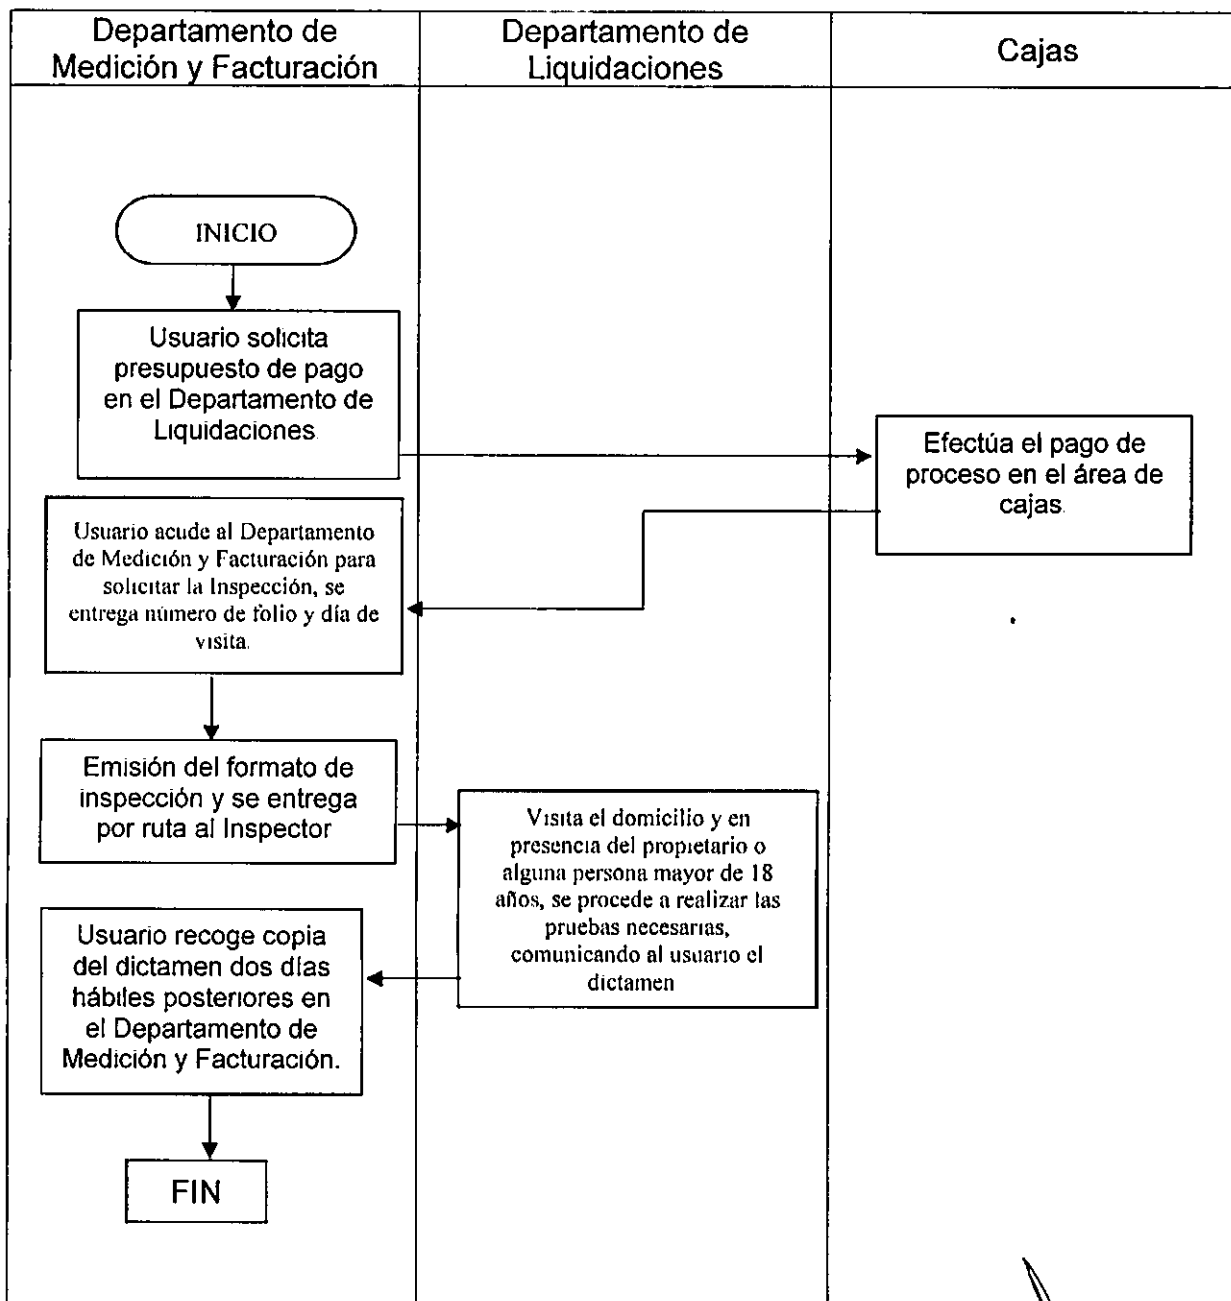 Departamento de
Medición y Facturación
Departamento de
Liquidaciones
Cajas
INICIO
Usuario solicita
presupuesto de pago
en el Departamento de
Liquidaciones.
Efectúa el pago de
proceso en el área de
cajas.
Usuario acude al Departamento
de Medición y Facturación para
solicitar la Inspección, se
entrega número de folio y día de
visita.
Emisión del formato de
inspección y se entrega
por ruta al Inspector
Visita el domicilio y en
presencia del propietario o
alguna persona mayor de 18
años, se procede a realizar las
pruebas necesarias,
comunicando al usuario el
dictamen
Usuario recoge copia
del dictamen dos días
hábiles posteriores en
el Departamento de
Medición y Facturación.
FIN